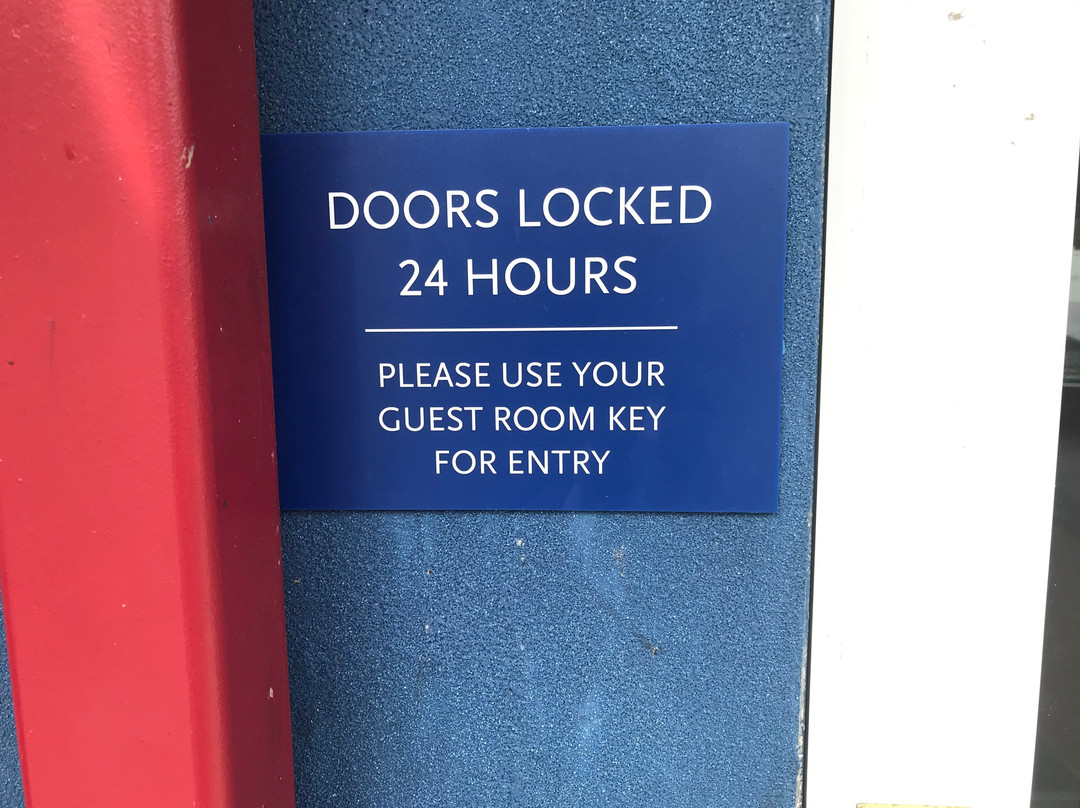 DOORS LOCKED
24 HOURS
PLEASE USE YOUR
GUEST ROOM KEY
FOR ENTRY